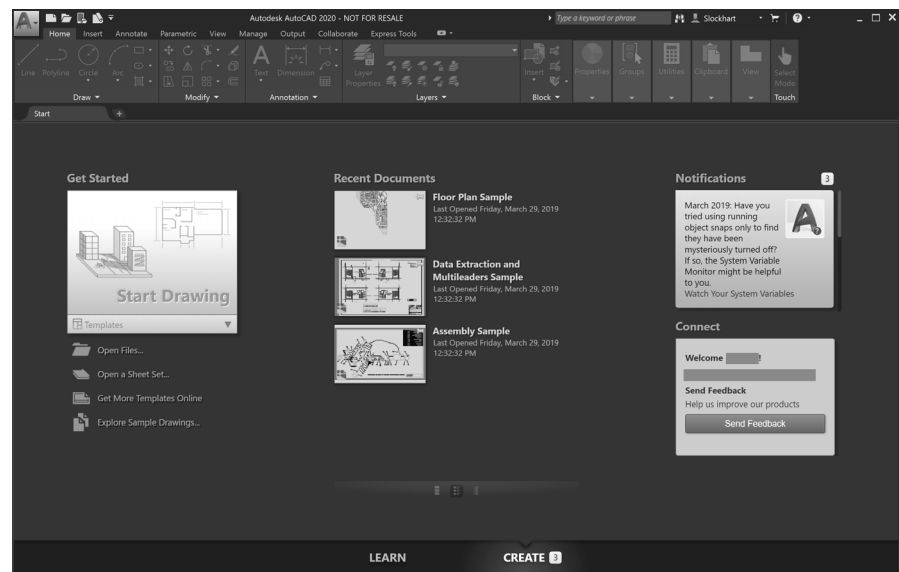 Autodesk AutoCAD 2020 - NOT FOR RESALE
Type a keyword or phrase
Slockhart
Home Insert Annotate Parametric View Manage Output Collaborate Express Tools
Line Polyline Circle Arc
Text Dimension
Layer
Properties
Insert
Properties Groups Utilities Clipboard View
Select
Mode
Draw Modify Annotation Layers Block Touch
Start
Get Started
Start Drawing
Templates
Open Files...
Open a Sheet Set...
Get More Templates Online
Explore Sample Drawings...
Recent Documents
Floor Plan Sample
Last Opened Friday, March 29, 2019
12:32:32 PM
Data Extraction and
Multileaders Sample
Last Opened Friday, March 29, 2019
12:32:32 PM
Assembly Sample
Last Opened Friday, March 29, 2019
12:32:32 PM
Notifications 3
March 2019: Have you
tried using running
object snaps only to find
they have been
mysteriously turned off?
If so, the System Variable
Monitor might be helpful
to you.
Watch Your System Variables
Connect
Welcome !
Send Feedback
Help us improve our products
Send Feedback
LEARN CREATE 3